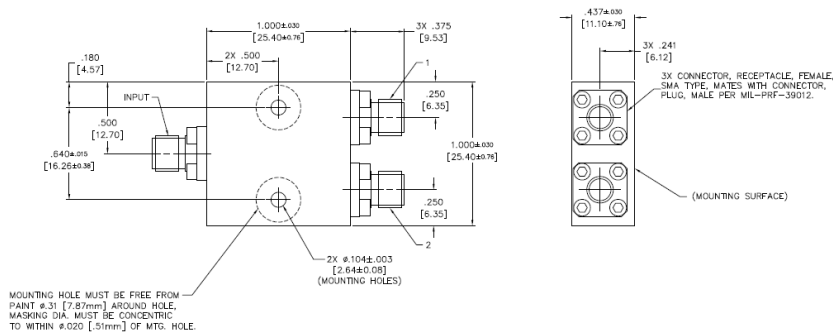 1.000±.030
[25.40±0.76]
3X .375
[9.53]
.437±.030
[11.10±.76]
2X .500
[12.70]
3X .241
[6.12]
.180
[4.57]
1
INPUT
.250
[6.35]
3X CONNECTOR, RECEPTACLE, FEMALE,
SMA TYPE, MATES WITH CONNECTOR,
PLUG, MALE PER MIL-PRF-39012.
.500
[12.70]
1.000±.030
[25.40±0.76]
.640±.015
[16.26±0.38]
.250
[6.35]
(MOUNTING SURFACE)
2
2X ø.104±.003
[2.64±0.08]
(MOUNTING HOLES)
MOUNTING HOLE MUST BE FREE FROM
PAINT ø.31 [7.87mm] AROUND HOLE,
MASKING DIA. MUST BE CONCENTRIC
TO WITHIN ø.020 [.51mm] OF MTG. HOLE.